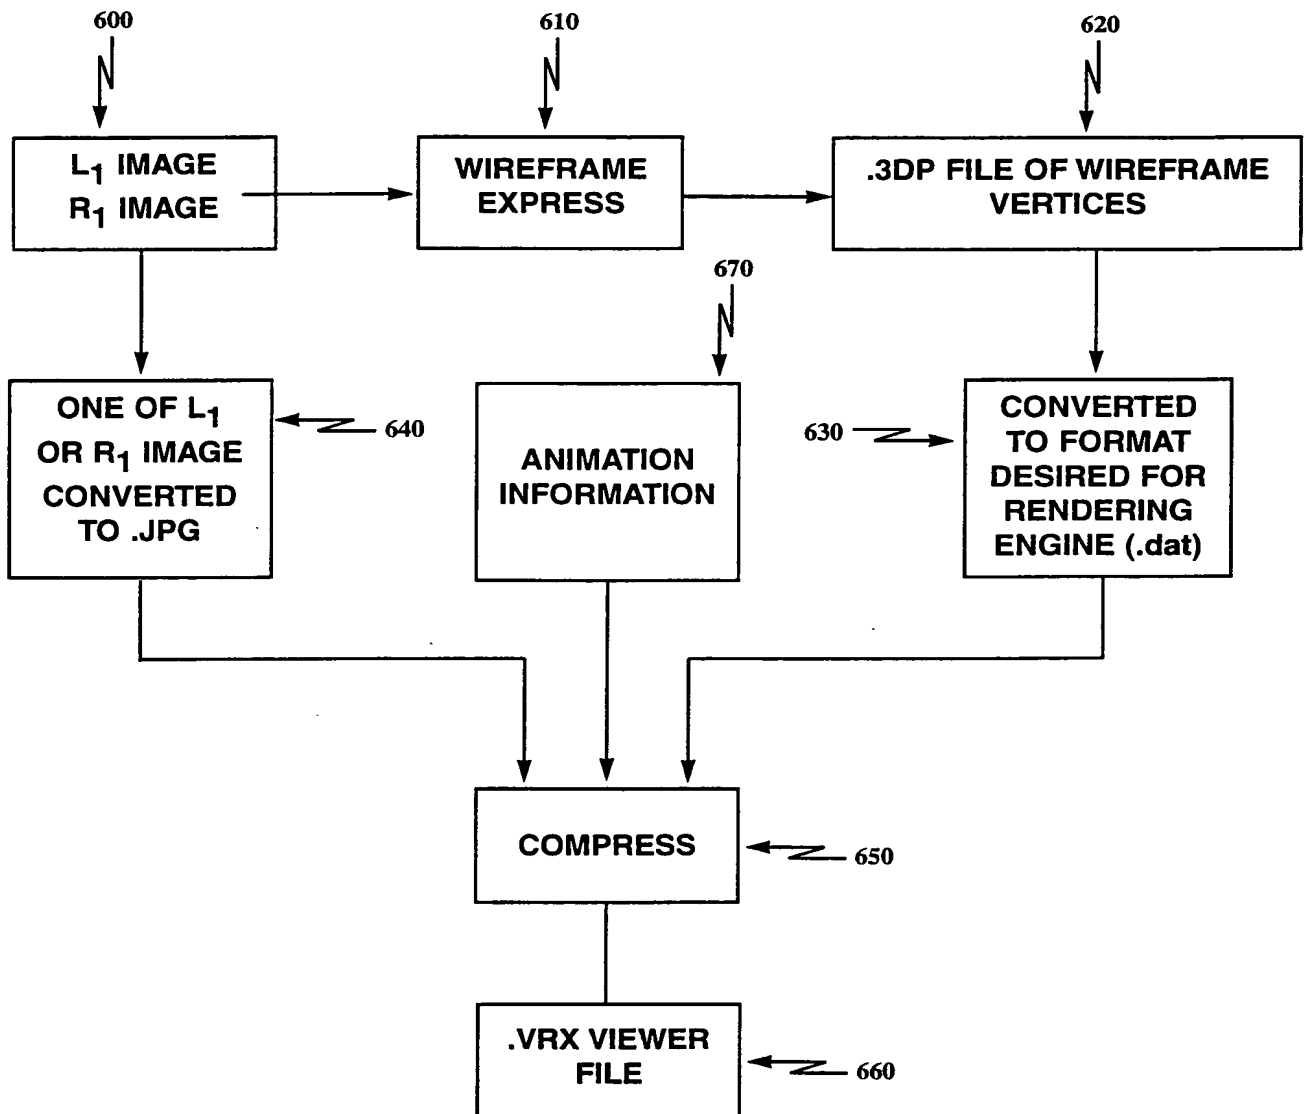 600
610
620
L1 IMAGE
R1 IMAGE
WIREFRAME
EXPRESS
.3DP FILE OF WIREFRAME
VERTICES
670
ONE OF L1
OR R1 IMAGE
CONVERTED
TO .JPG
640
ANIMATION
INFORMATION
630
CONVERTED
TO FORMAT
DESIRED FOR
RENDERING
ENGINE (.dat)
COMPRESS
650
.VRX VIEWER
FILE
660